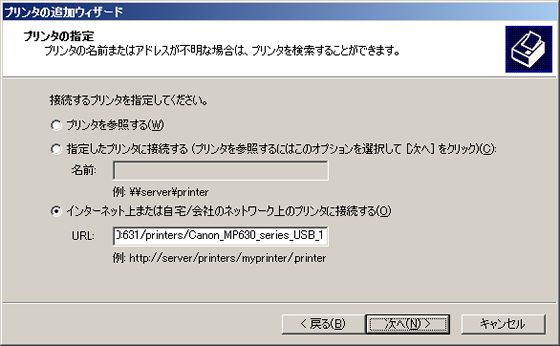 プリンタの追加ウィザード
プリンタの指定
プリンタの名前またはアドレスが不明な場合は、プリンタを検索することができます。
接続するプリンタを指定してください。
プリンタを参照する(W)
指定したプリンタに接続する (プリンタを参照するにはこのオプションを選択して [次へ] をクリック)(C):
名前:
例: ¥¥server¥printer
インターネット上または自宅/会社のネットワーク上のプリンタに接続する(O)
URL: 0:631/printers/Canon_MP630_series_USB_1
例: http://server/printers/myprinter/printer
< 戻る(B) 次へ(N) > キャンセル